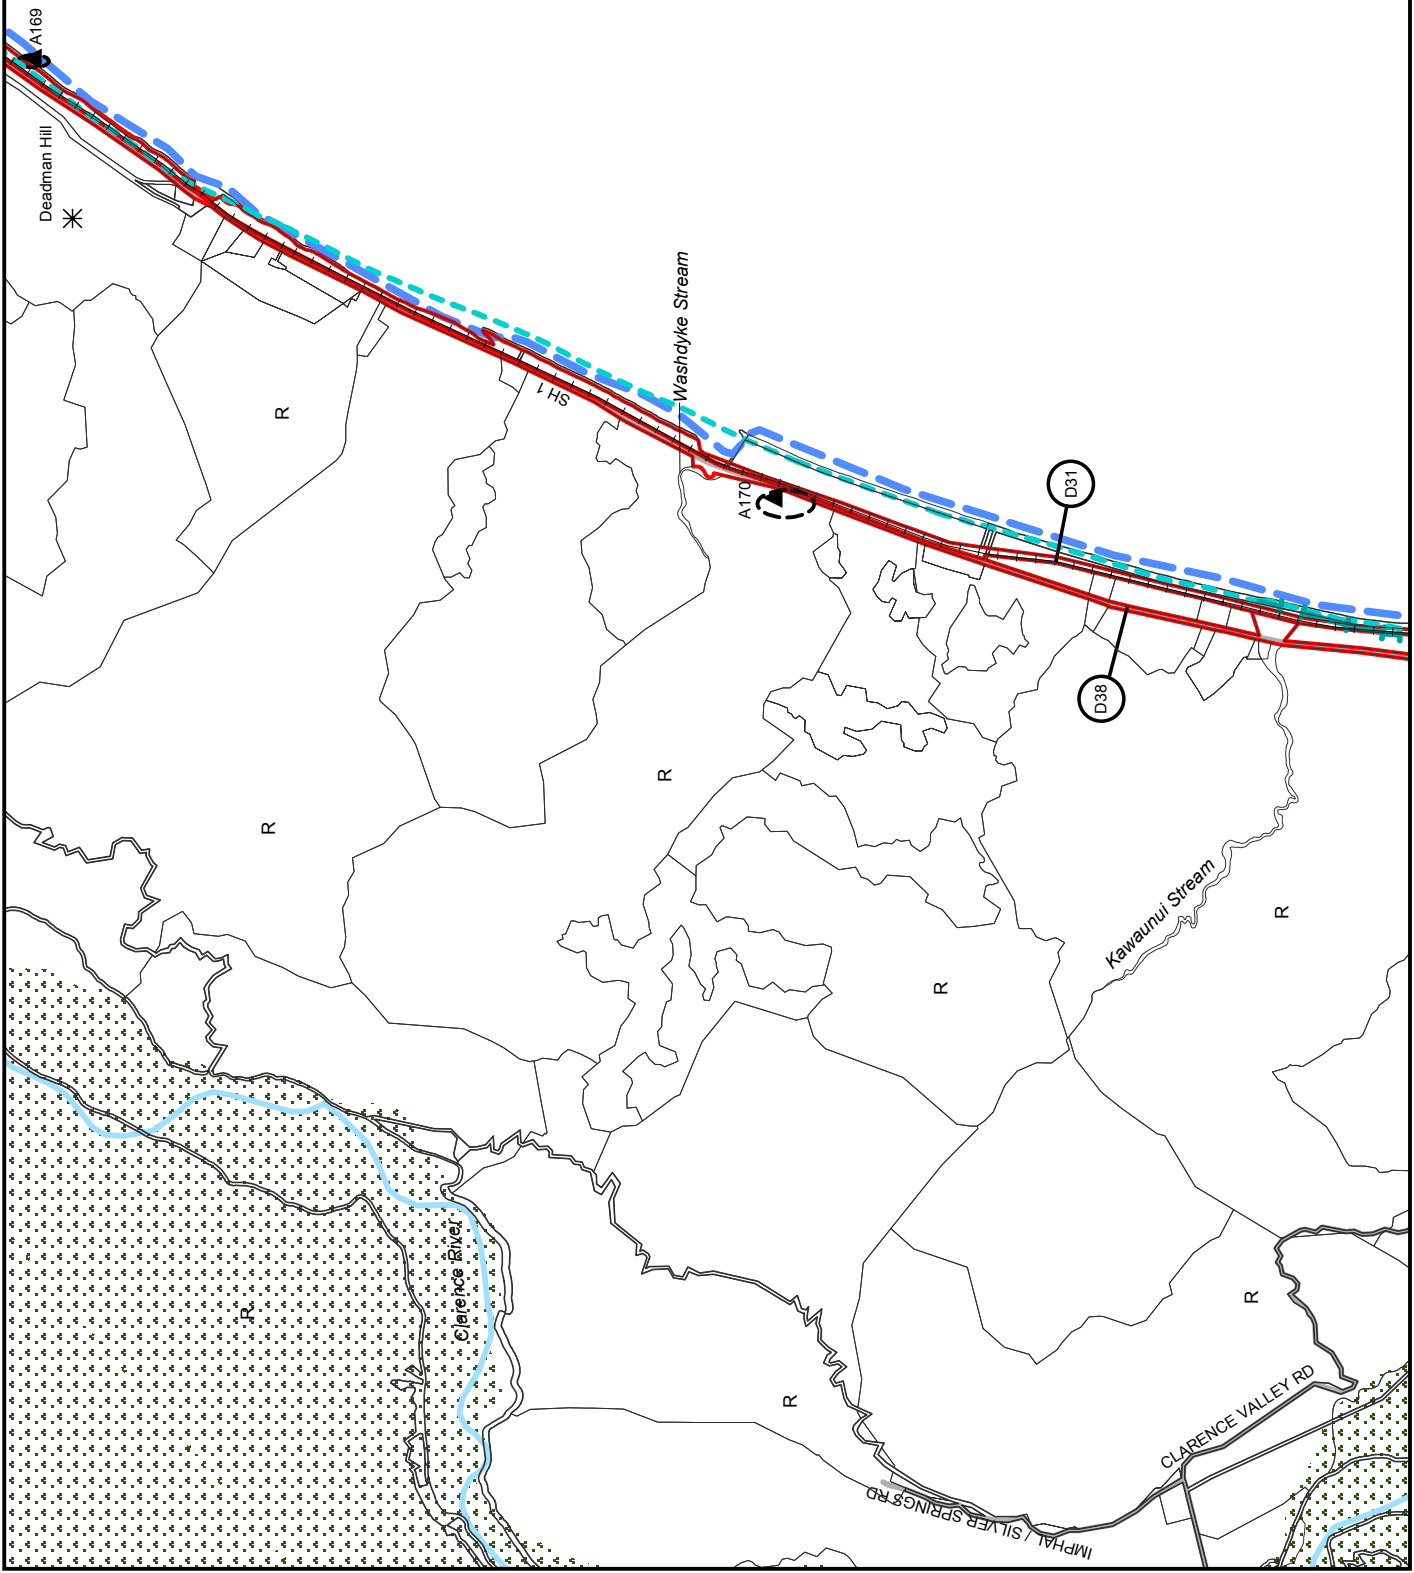 A169
Deadman Hill
Washdyke Stream
R
SH 1
A170
D31
D38
R
R
Kawaunui Stream
R
R
R
Clarence River
R
R
CLARENCE VALLEY RD
IMPHAL / SILVER SPRINGS RD